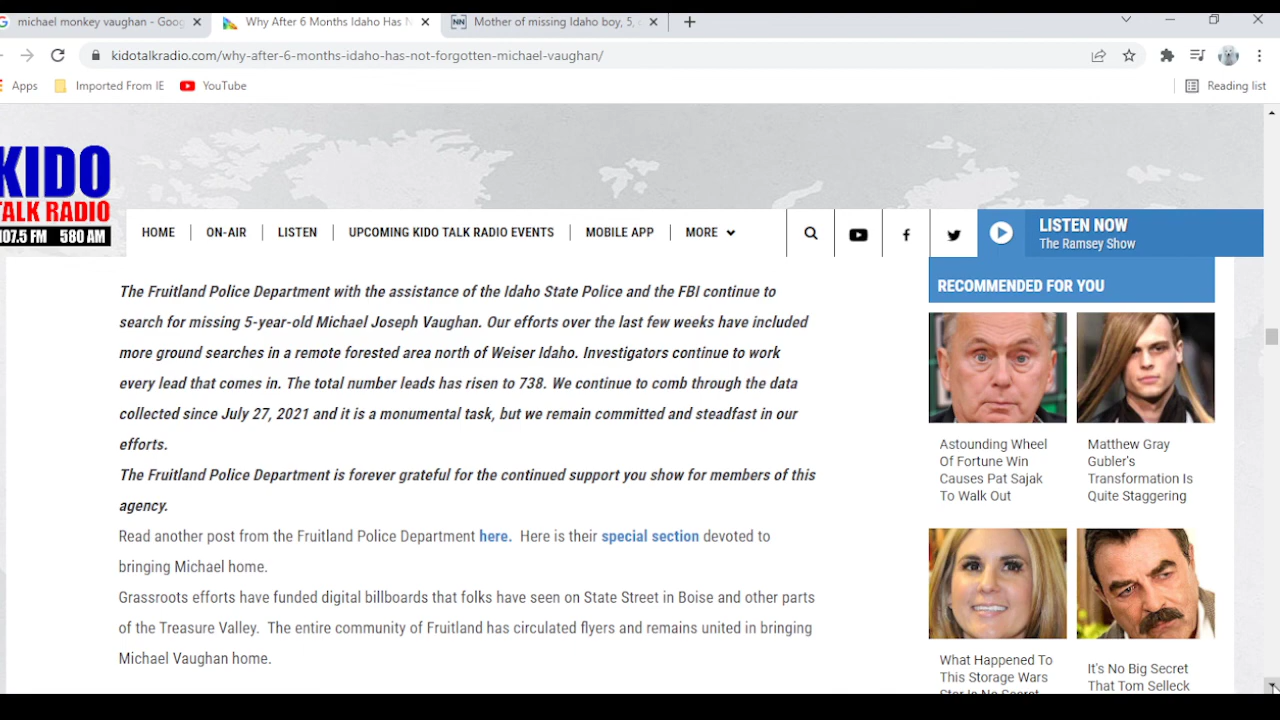 michael monkey vaughan - Goog
Why After 6 Months Idaho Has N
NN Mother of missing Idaho boy, 5,
kidotalkradio.com/why-after-6-months-idaho-has-not-forgotten-michael-vaughan/
Apps Imported From IE YouTube Reading list
KIDO
TALK RADIO
107.5 FM 580 AM
HOME ON-AIR LISTEN UPCOMING KIDO TALK RADIO EVENTS MOBILE APP MORE
LISTEN NOW
The Ramsey Show
The Fruitland Police Department with the assistance of the Idaho State Police and the FBI continue to
search for missing 5-year-old Michael Joseph Vaughan. Our efforts over the last few weeks have included
more ground searches in a remote forested area north of Weiser Idaho. Investigators continue to work
every lead that comes in. The total number leads has risen to 738. We continue to comb through the data
collected since July 27, 2021 and it is a monumental task, but we remain committed and steadfast in our
efforts.
The Fruitland Police Department is forever grateful for the continued support you show for members of this
agency.
Read another post from the Fruitland Police Department here. Here is their special section devoted to
bringing Michael home.
Grassroots efforts have funded digital billboards that folks have seen on State Street in Boise and other parts
of the Treasure Valley. The entire community of Fruitland has circulated flyers and remains united in bringing
Michael Vaughan home.
RECOMMENDED FOR YOU
Astounding Wheel
Of Fortune Win
Causes Pat Sajak
To Walk Out
Matthew Gray
Gubler's
Transformation Is
Quite Staggering
What Happened To
This Storage Wars
Star Is No Secret
It's No Big Secret
That Tom Selleck